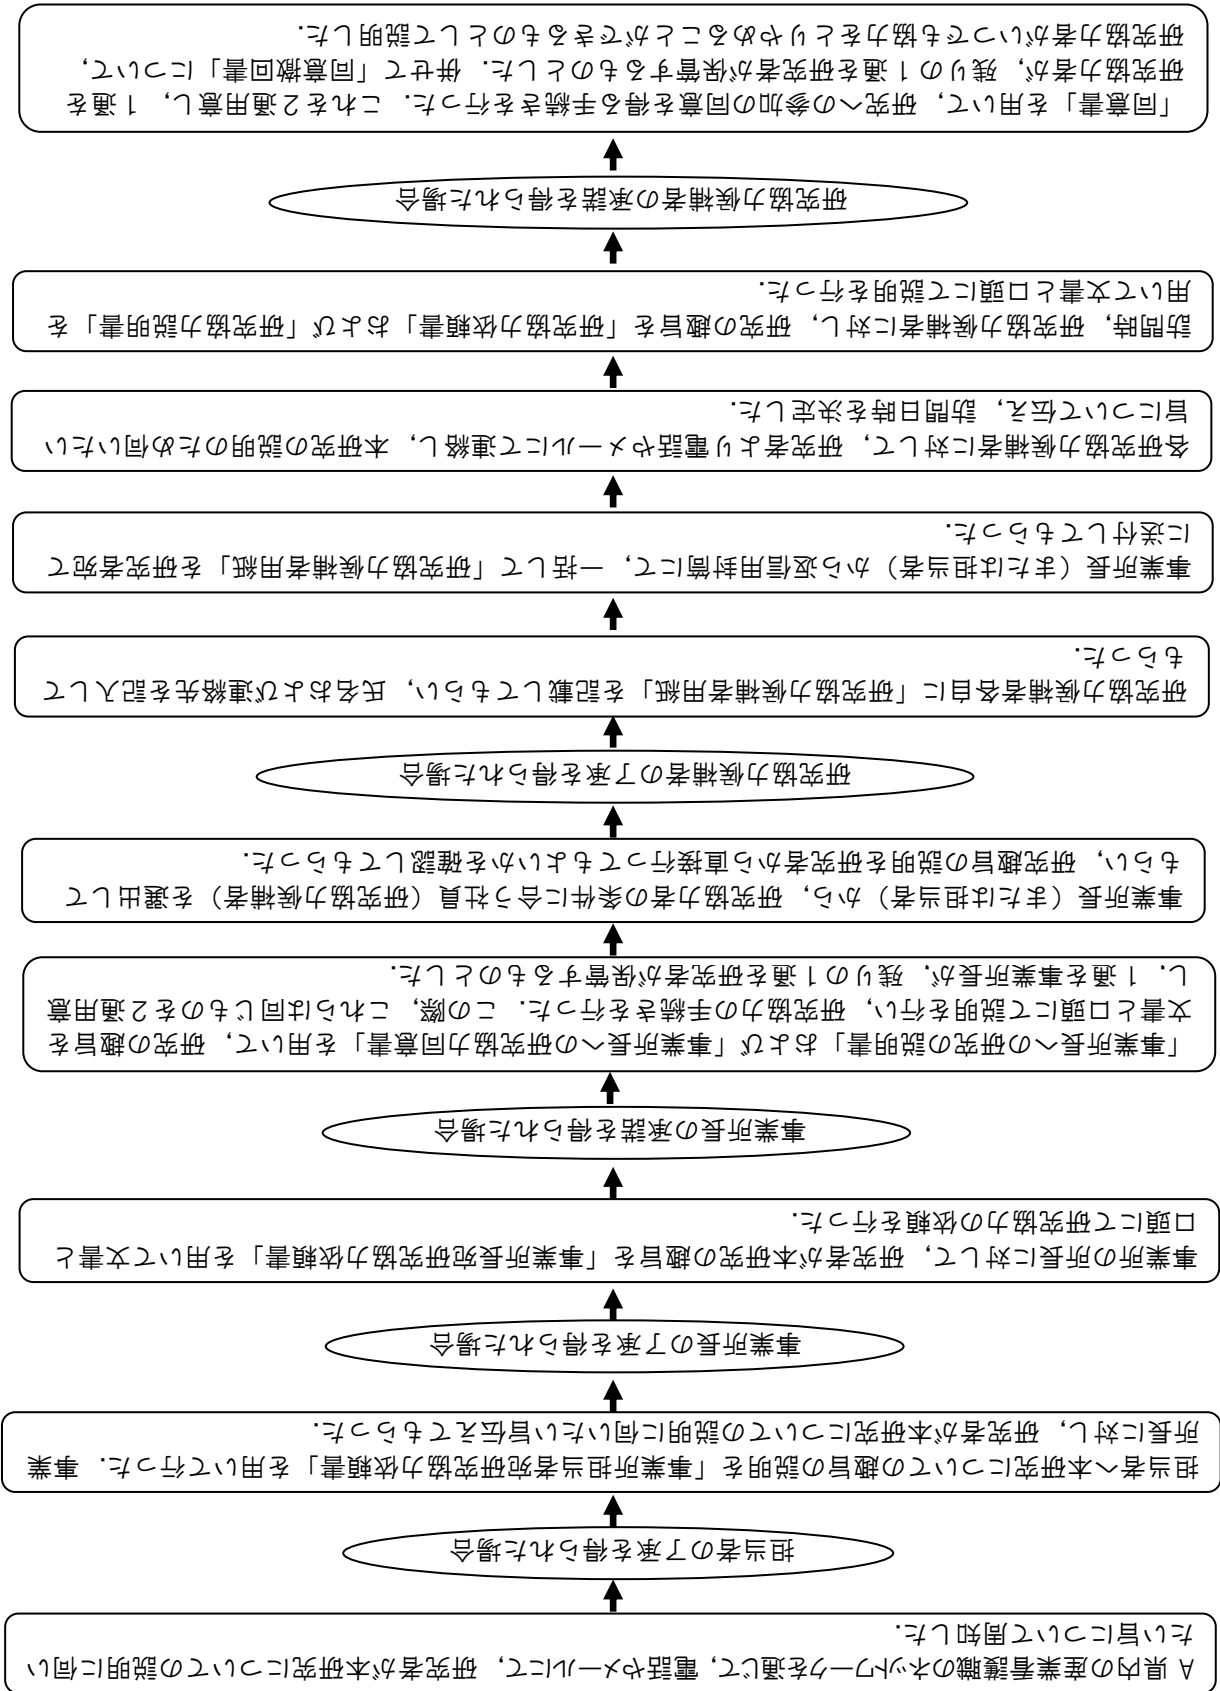 A 県内の産業看護職のネットワークを通じて，電話やメールにて，研究者が本研究についての説明に伺い
たい旨について周知した．
担当者の了承を得られた場合
担当者へ本研究についての趣旨の説明を「事業所担当者宛研究協力依頼書」を用いて行った．事業
所長に対し，研究者が本研究についての説明に伺いたい旨伝えてもらった．
事業所長の了承を得られた場合
事業所の所長に対して，研究者が本研究の趣旨を「事業所長宛研究協力依頼書」を用いて文書と
口頭にて研究協力の依頼を行った．
事業所長の承諾を得られた場合
「事業所長への研究の説明書」および「事業所長への研究協力同意書」を用いて，研究の趣旨を
文書と口頭にて説明を行い，研究協力の手続きを行った．この際，これらは同じものを２通用意
し．１通を事業所長が，残りの１通を研究者が保管するものとした．
事業所長（または担当者）から，研究協力者の条件に合う社員（研究協力候補者）を選出して
もらい，研究趣旨の説明を研究者から直接行ってもよいかを確認してもらった．
研究協力候補者の了承を得られた場合
研究協力候補者各自に「研究協力候補者用紙」を記載してもらい，氏名および連絡先を記入して
もらった．
事業所長（または担当者）から返信用封筒にて，一括して「研究協力候補者用紙」を研究者宛て
に送付してもらった．
各研究協力候補者に対して，研究者より電話やメールにて連絡し，本研究の説明のため伺いたい
旨について伝え，訪問日時を決定した．
訪問時，研究協力候補者に対し，研究の趣旨を「研究協力依頼書」および「研究協力説明書」を
用いて文書と口頭にて説明を行った．
研究協力候補者の承諾を得られた場合
「同意書」を用いて，研究への参加の同意を得る手続きを行った．これを２通用意し，１通を
研究協力者が，残りの１通を研究者が保管するものとした．併せて「同意撤回書」について，
研究協力者がいつでも協力をとりやめることができるものとして説明した．